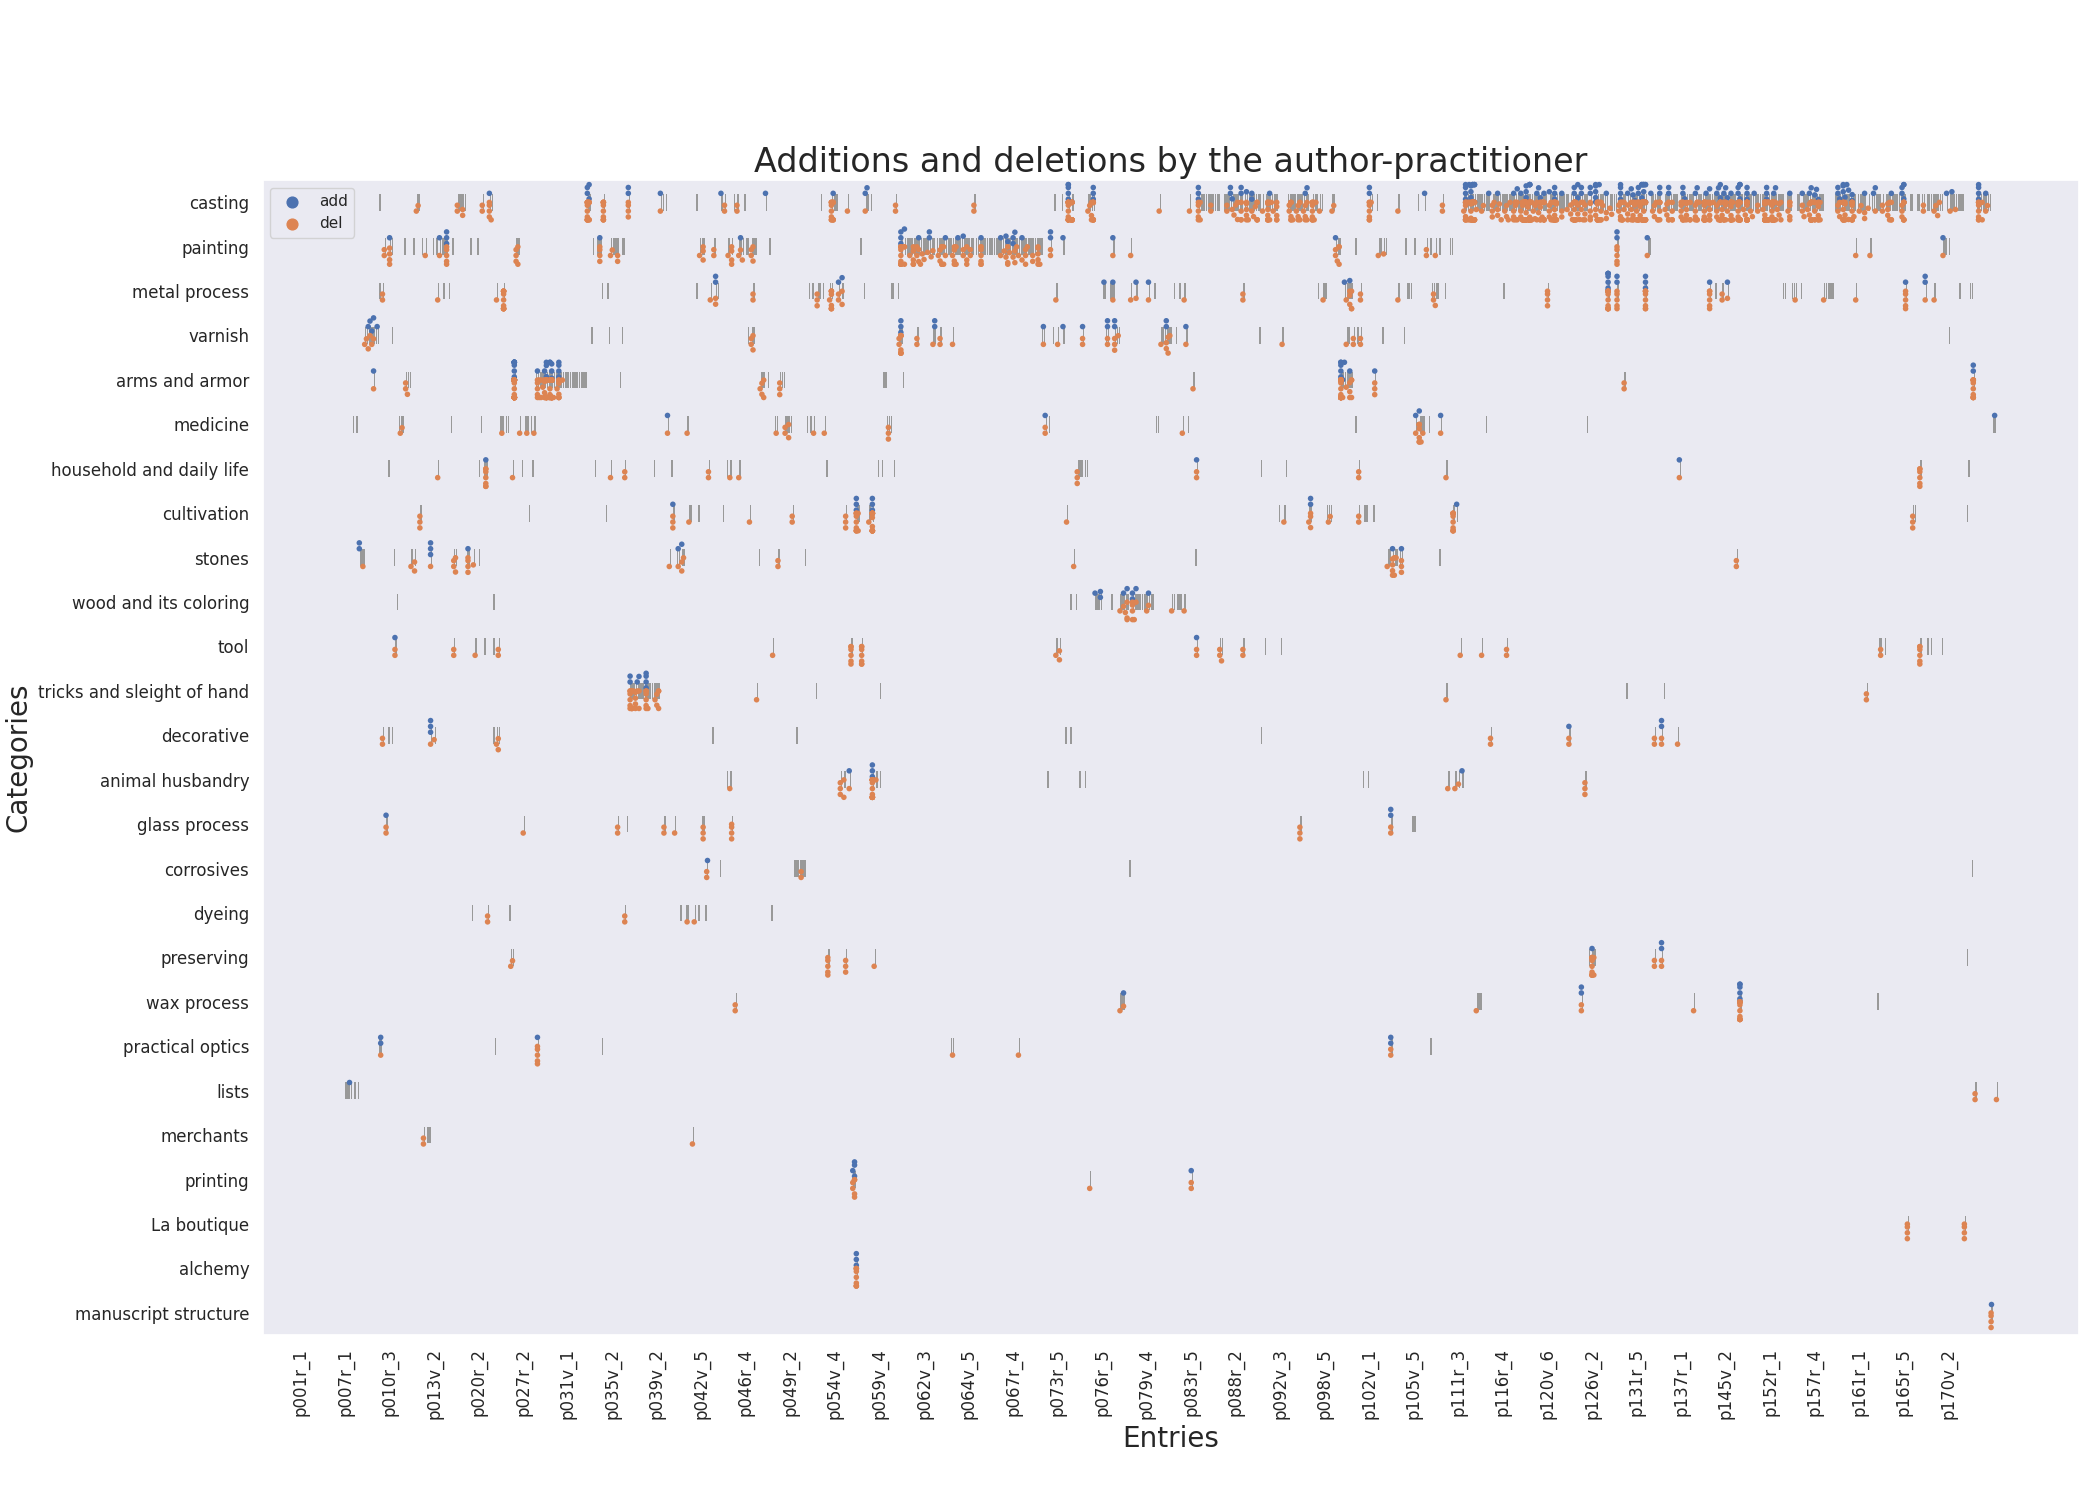 Additions and deletions by the author-practitioner
add
del
casting
painting
metal process
varnish
arms and armor
medicine
household and daily life
cultivation
stones
wood and its coloring
tool
tricks and sleight of hand
decorative
animal husbandry
glass process
corrosives
dyeing
preserving
wax process
practical optics
lists
merchants
printing
La boutique
alchemy
manuscript structure
Categories
p001r_1
p007r_1
p010r_3
p013v_2
p020r_2
p027r_2
p031v_1
p035v_2
p039v_2
p042v_5
p046r_4
p049r_2
p054v_4
p059v_4
p062v_3
p064v_5
p067r_4
p073r_5
p076r_5
p079v_4
p083r_5
p088r_2
p092v_3
p098v_5
p102v_1
p105v_5
p111r_3
p116r_4
p120v_6
p126v_2
p131r_5
p137r_1
p145v_2
p152r_1
p157r_4
p161r_1
p165r_5
p170v_2
Entries